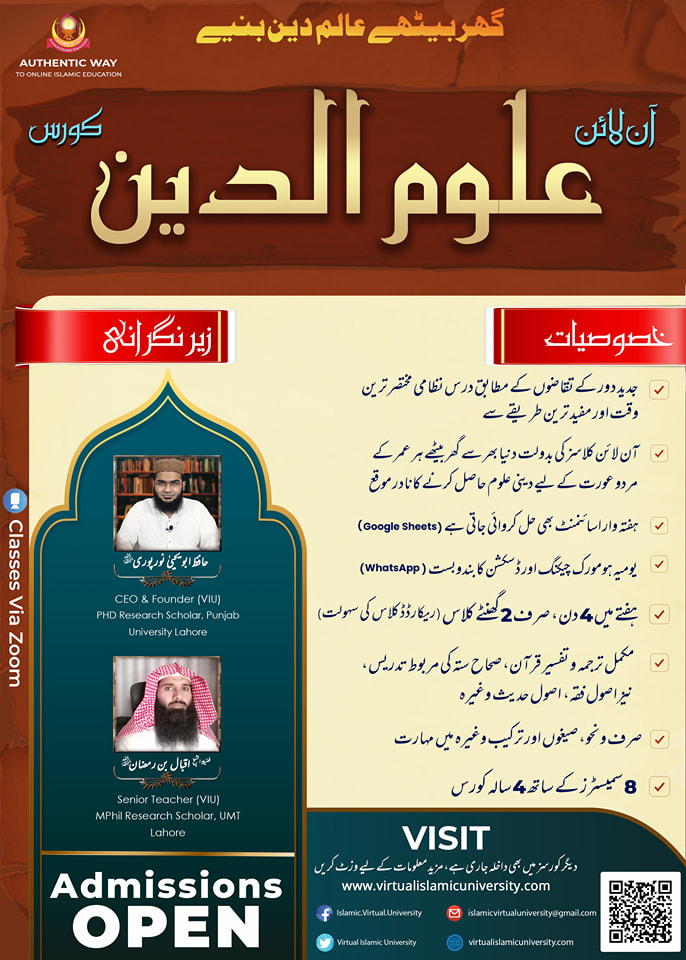 گھر بیٹھے عالم دین بنیے
AUTHENTIC WAY
TO ONLINE ISLAMIC EDUCATION
آن لائن
علوم الدین
کورس
خصوصیات
جدید دور کے تقاضوں کے مطابق درس نظامی مختصر ترین
وقت اور مفید ترین طریقے سے
آن لائن کلاسز کی بدولت دنیا بھر سے گھر بیٹھے ہر عمر کے
مرد و عورت کے لیے دینی علوم حاصل کرنے کا نادر موقع
ہفتہ وار اسائنمنٹ بھی حل کروائی جاتی ہے (Google Sheets)
یومیہ ہوم ورک چیکنگ اور ڈسکشن کا بندوبست (WhatsApp)
ہفتے میں 4 دن، صرف 2 گھنٹے کلاس (ریکارڈڈ کلاس کی سہولت)
مکمل ترجمہ و تفسیر قرآن، صحاح ستہ کی مربوط تدریس،
نیز اصول فقہ، اصول حدیث وغیرہ
صرف ونحو، صیغوں اور ترکیب وغیرہ میں مہارت
8 سمیسٹرز کے ساتھ 4 سالہ کورس
زیر نگرانی
حافظ ابو یحییٰ نورپوری
CEO & Founder (VIU)
PHD Research Scholar, Punjab
University Lahore
اقبال بن رمضان
Senior Teacher (VIU)
MPhil Research Scholar, UMT
Lahore
Classes Via Zoom
Admissions
OPEN
VISIT
دیگر کورسز میں بھی داخلہ جاری ہے، مزید معلومات کے لیے وزٹ کریں
www.virtualislamicuniversity.com
Islamic.Virtual.University
islamicvirtualuniversity@gmail.com
Virtual Islamic University
virtualislamicuniversity.com